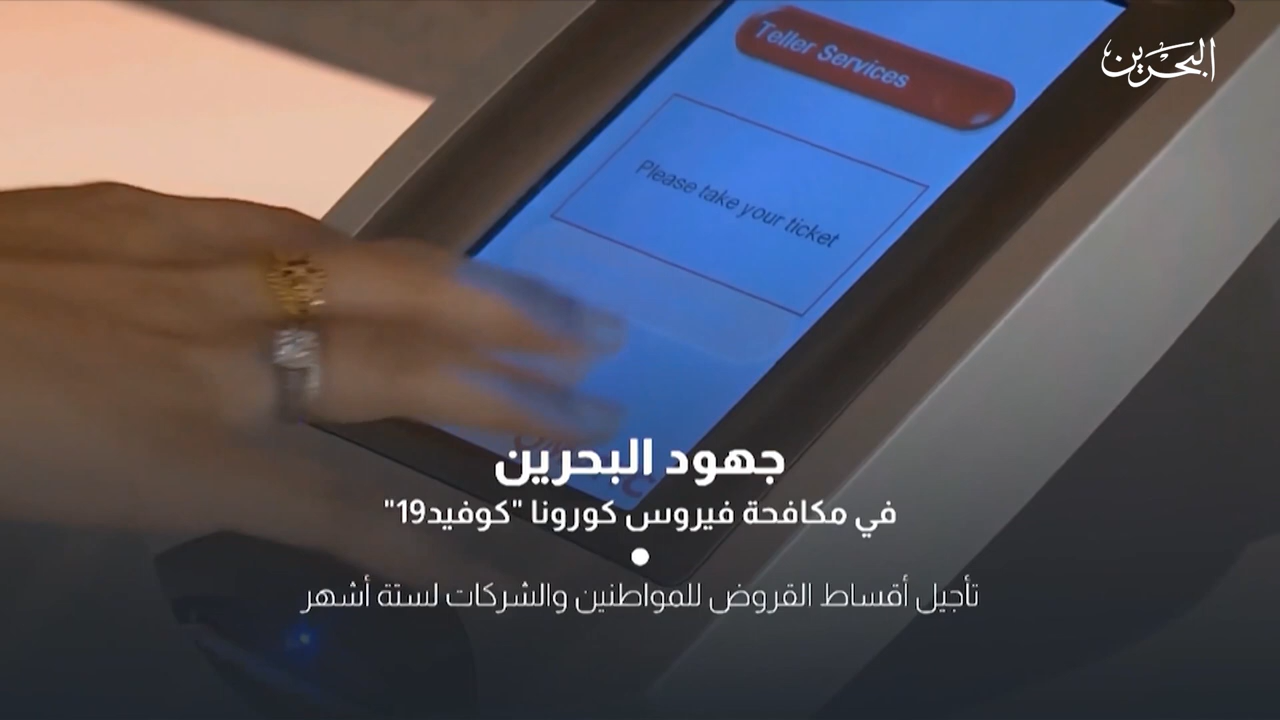 البحرين
Teller Services
Please take your ticket
جهود البحرين
في مكافحة فيروس كورونا "كوفيد19"
تأجيل أقساط القروض للمواطنين والشركات لستة أشهر